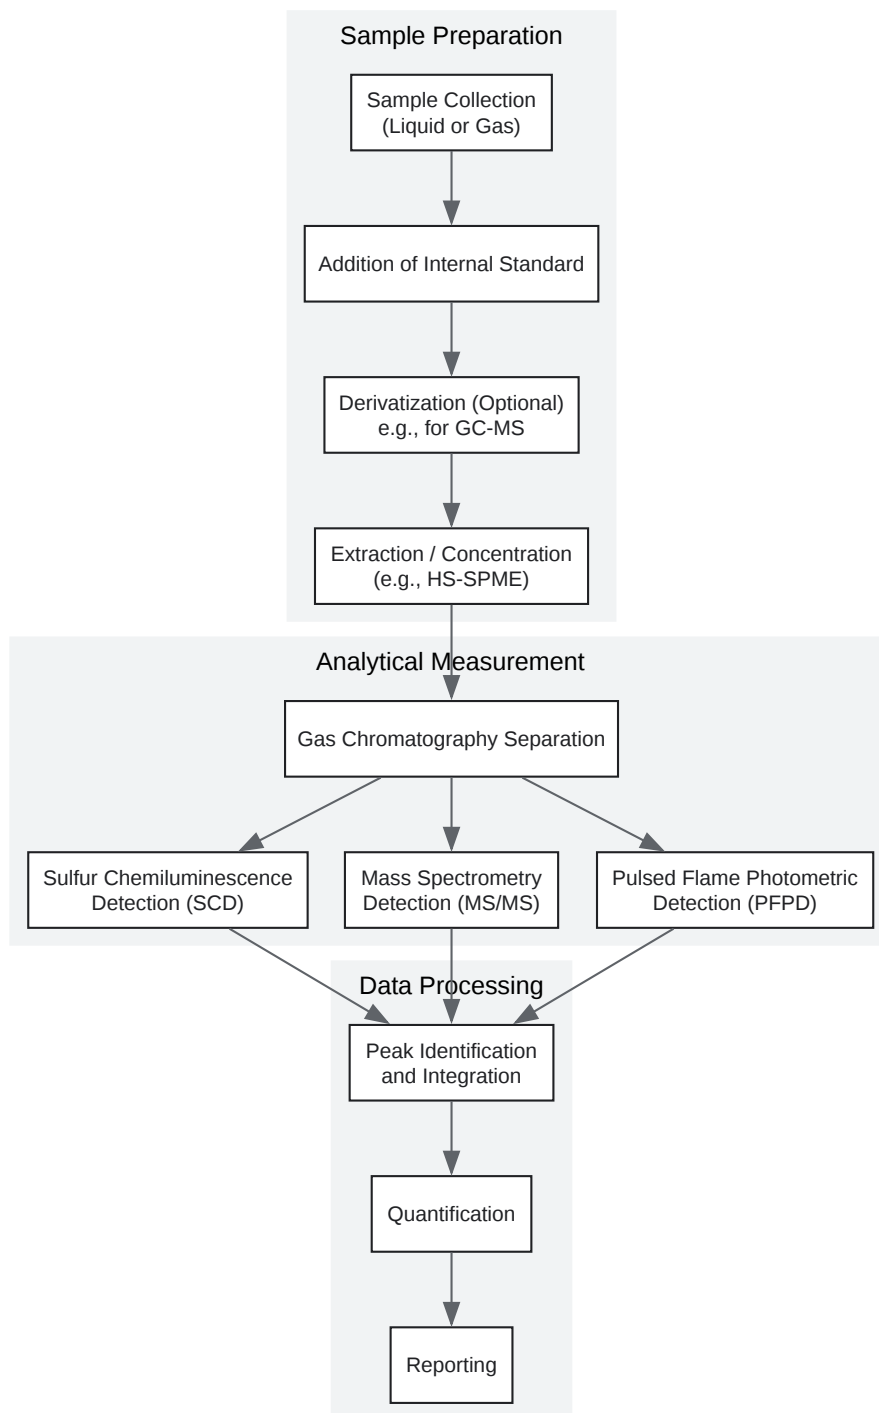 Sample Preparation
Sample Collection
(Liquid or Gas)
Addition of Internal Standard
Derivatization (Optional)
e.g., for GC-MS
Extraction / Concentration
(e.g., HS-SPME)
Analytical Measurement
Gas Chromatography Separation
Sulfur Chemiluminescence
Detection (SCD)
Mass Spectrometry
Detection (MS/MS)
Pulsed Flame Photometric
Detection (PFPD)
Data Processing
Peak Identification
and Integration
Quantification
Reporting